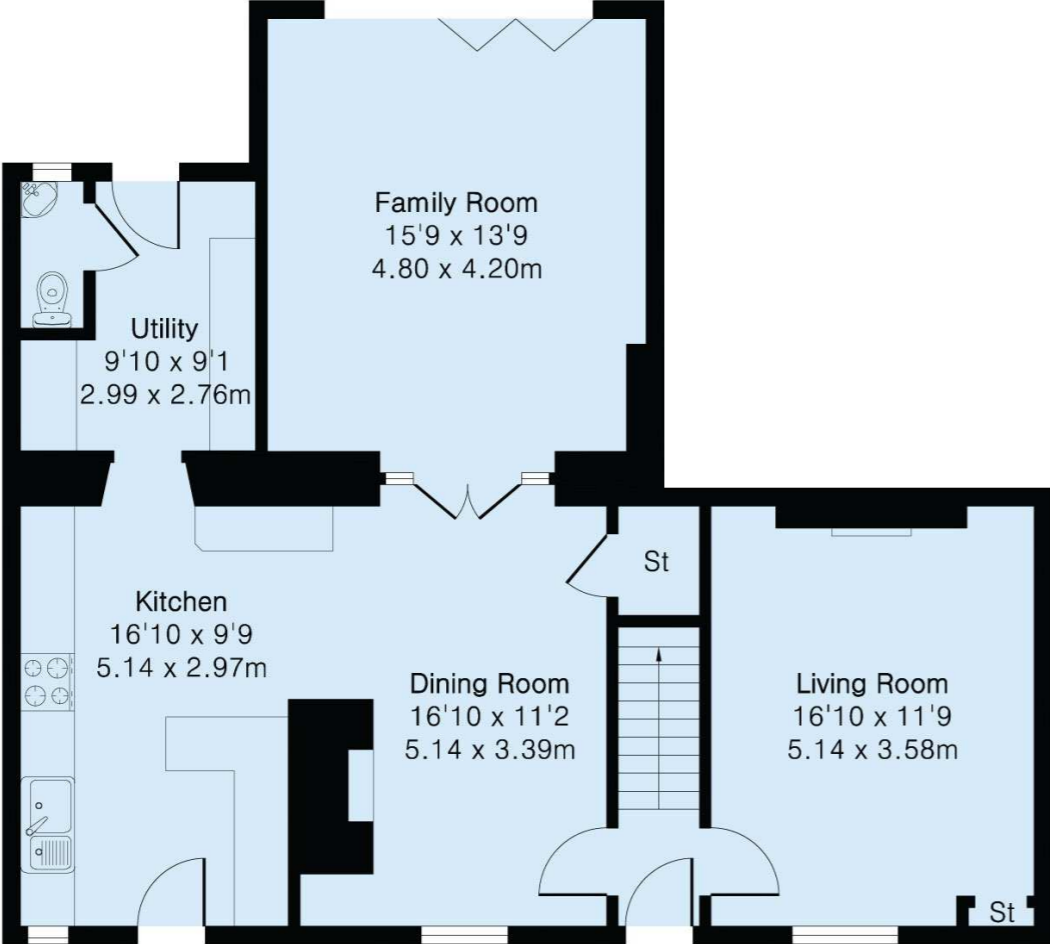 Family Room
15'9 x 13'9
4.80 x 4.20m
Utility
9'10 x 9'1
2.99 x 2.76m
St
Kitchen
16'10 x 9'9
5.14 x 2.97m
Dining Room
16'10 x 11'2
5.14 x 3.39m
Living Room
16'10 x 11'9
5.14 x 3.58m
St